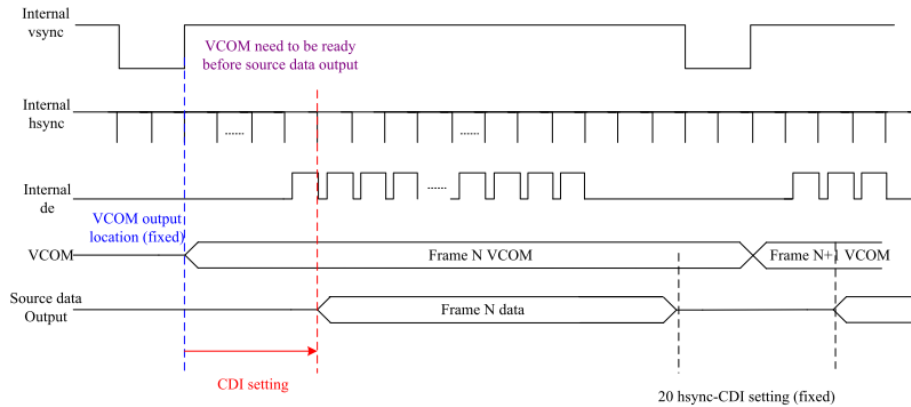 Internal
vsync
VCOM need to be ready
before source data output
Internal
hsync
......
......
Internal
de
......
VCOM output
location (fixed)
VCOM
Frame N VCOM
Frame N+1 VCOM
Source data
Output
Frame N data
CDI setting
20 hsync-CDI setting (fixed)